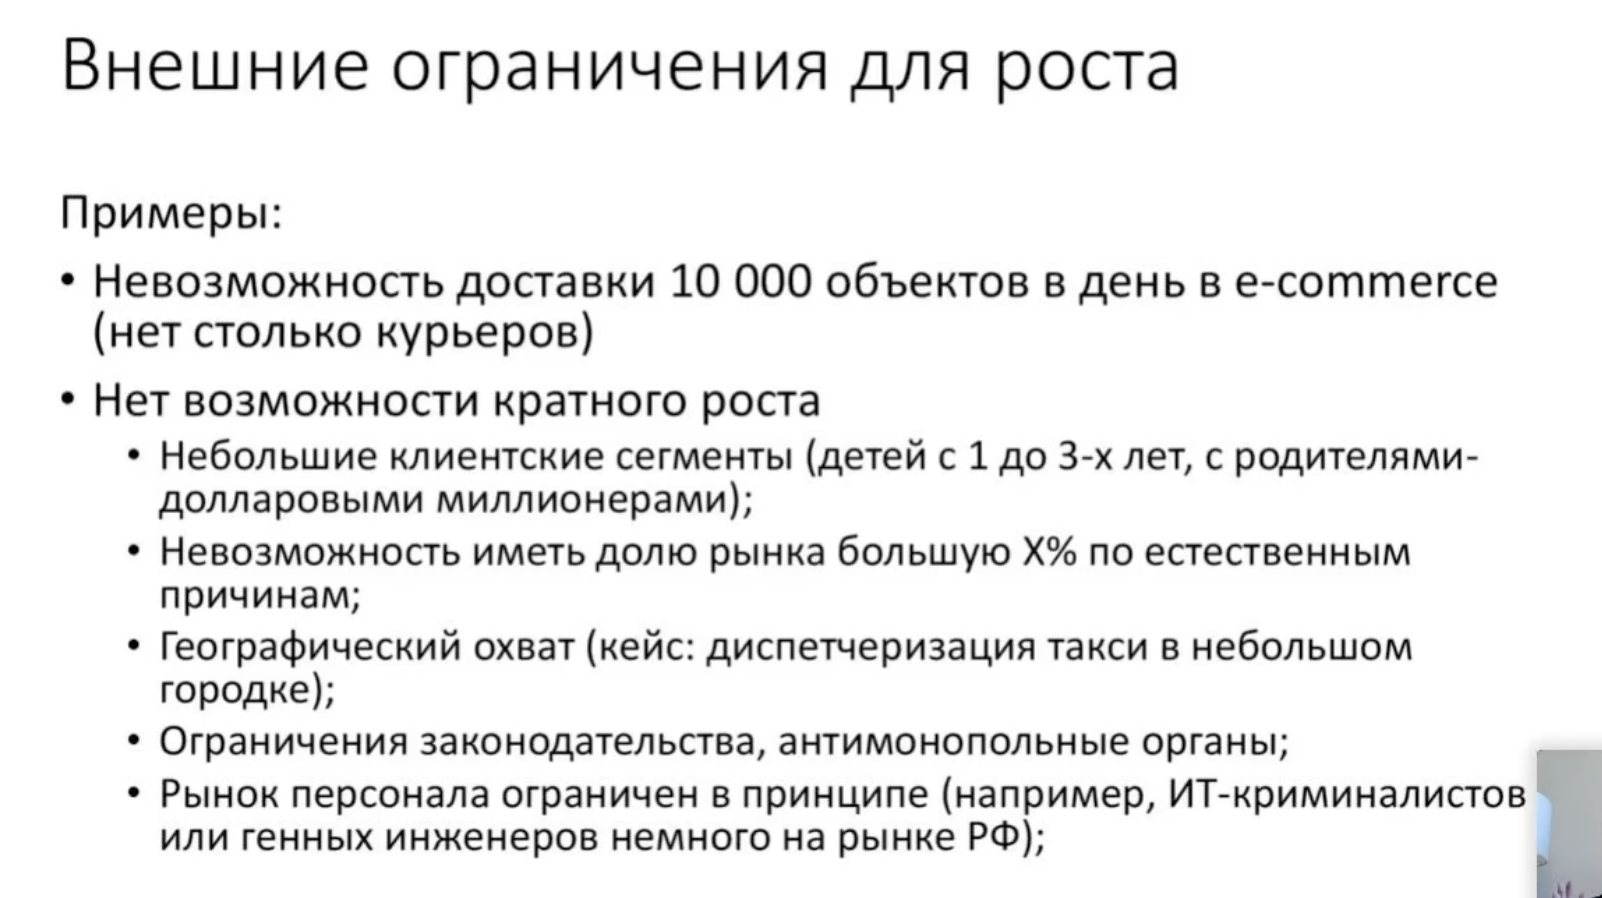 Внешние ограничения для роста
Примеры:
• Невозможность доставки 10 000 объектов в день в e-commerce
(нет столько курьеров)
• Нет возможности кратного роста
• Небольшие клиентские сегменты (детей с 1 до 3-х лет, с родителями-
долларовыми миллионерами);
• Невозможность иметь долю рынка большую X% по естественным
причинам;
• Географический охват (кейс: диспетчеризация такси в небольшом
городке);
• Ограничения законодательства, антимонопольные органы;
• Рынок персонала ограничен в принципе (например, ИТ-криминалистов
или генных инженеров немного на рынке РФ);